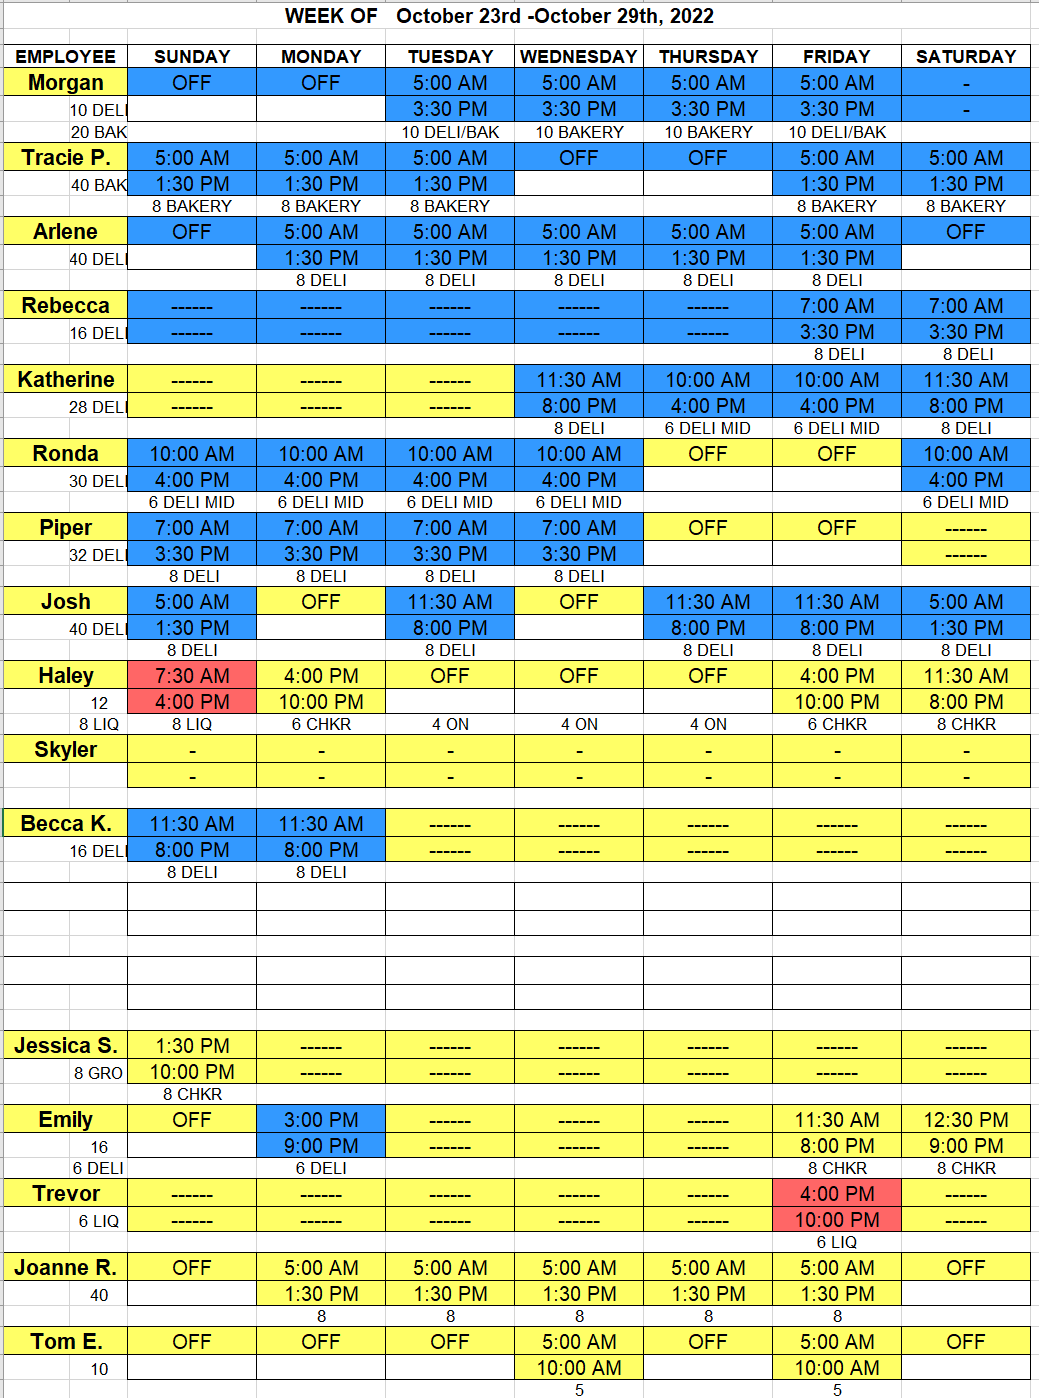 WEEK OF October 23rd -October 29th, 2022
EMPLOYEE SUNDAY MONDAY TUESDAY WEDNESDAY THURSDAY FRIDAY SATURDAY
Morgan OFF OFF 5:00 AM 5:00 AM 5:00 AM 5:00 AM -
10 DELI 3:30 PM 3:30 PM 3:30 PM 3:30 PM -
20 BAK 10 DELI/BAK 10 BAKERY 10 BAKERY 10 DELI/BAK
Tracie P. 5:00 AM 5:00 AM 5:00 AM OFF OFF 5:00 AM 5:00 AM
40 BAK 1:30 PM 1:30 PM 1:30 PM 1:30 PM 1:30 PM
8 BAKERY 8 BAKERY 8 BAKERY 8 BAKERY 8 BAKERY
Arlene OFF 5:00 AM 5:00 AM 5:00 AM 5:00 AM 5:00 AM OFF
40 DELI 1:30 PM 1:30 PM 1:30 PM 1:30 PM 1:30 PM
8 DELI 8 DELI 8 DELI 8 DELI 8 DELI
Rebecca ------ ------ ------ ------ ------ 7:00 AM 7:00 AM
16 DELI ------ ------ ------ ------ ------ 3:30 PM 3:30 PM
8 DELI 8 DELI
Katherine ------ ------ ------ 11:30 AM 10:00 AM 10:00 AM 11:30 AM
28 DELI ------ ------ ------ 8:00 PM 4:00 PM 4:00 PM 8:00 PM
8 DELI 6 DELI MID 6 DELI MID 8 DELI
Ronda 10:00 AM 10:00 AM 10:00 AM 10:00 AM OFF OFF 10:00 AM
30 DELI 4:00 PM 4:00 PM 4:00 PM 4:00 PM 4:00 PM
6 DELI MID 6 DELI MID 6 DELI MID 6 DELI MID 6 DELI MID
Piper 7:00 AM 7:00 AM 7:00 AM 7:00 AM OFF OFF ------
32 DELI 3:30 PM 3:30 PM 3:30 PM 3:30 PM ------
8 DELI 8 DELI 8 DELI 8 DELI
Josh 5:00 AM OFF 11:30 AM OFF 11:30 AM 11:30 AM 5:00 AM
40 DELI 1:30 PM 8:00 PM 8:00 PM 8:00 PM 1:30 PM
8 DELI 8 DELI 8 DELI 8 DELI 8 DELI
Haley 7:30 AM 4:00 PM OFF OFF OFF 4:00 PM 11:30 AM
12 4:00 PM 10:00 PM 10:00 PM 8:00 PM
8 LIQ 8 LIQ 6 CHKR 4 ON 4 ON 4 ON 6 CHKR 8 CHKR
Skyler - - - - - - -
- - - - - - -
Becca K. 11:30 AM 11:30 AM ------ ------ ------ ------ ------
16 DELI 8:00 PM 8:00 PM ------ ------ ------ ------ ------
8 DELI 8 DELI
Jessica S. 1:30 PM ------ ------ ------ ------ ------ ------
8 GRO 10:00 PM ------ ------ ------ ------ ------ ------
8 CHKR
Emily OFF 3:00 PM ------ ------ ------ 11:30 AM 12:30 PM
16 9:00 PM ------ ------ ------ 8:00 PM 9:00 PM
6 DELI 6 DELI 8 CHKR 8 CHKR
Trevor ------ ------ ------ ------ ------ 4:00 PM ------
6 LIQ ------ ------ ------ ------ ------ 10:00 PM ------
6 LIQ
Joanne R. OFF 5:00 AM 5:00 AM 5:00 AM 5:00 AM 5:00 AM OFF
40 1:30 PM 1:30 PM 1:30 PM 1:30 PM 1:30 PM
8 8 8 8 8
Tom E. OFF OFF OFF 5:00 AM OFF 5:00 AM OFF
10 10:00 AM 10:00 AM
5 5